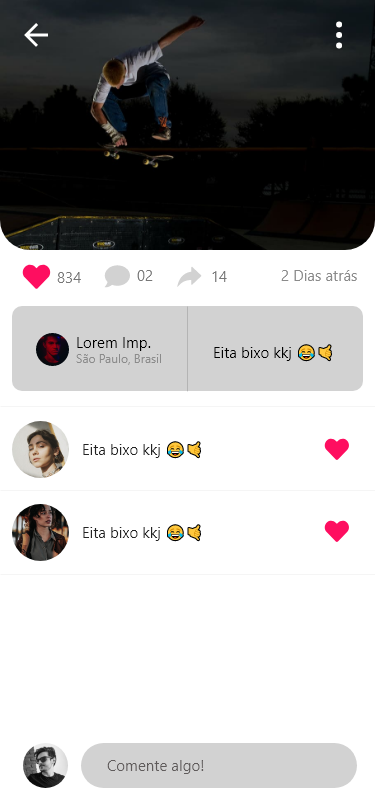 834 02 14 2 Dias atrás
Lorem Imp.
São Paulo, Brasil
Eita bixo kkj 😂🤙
Eita bixo kkj 😂🤙
Eita bixo kkj 😂🤙
Comente algo!